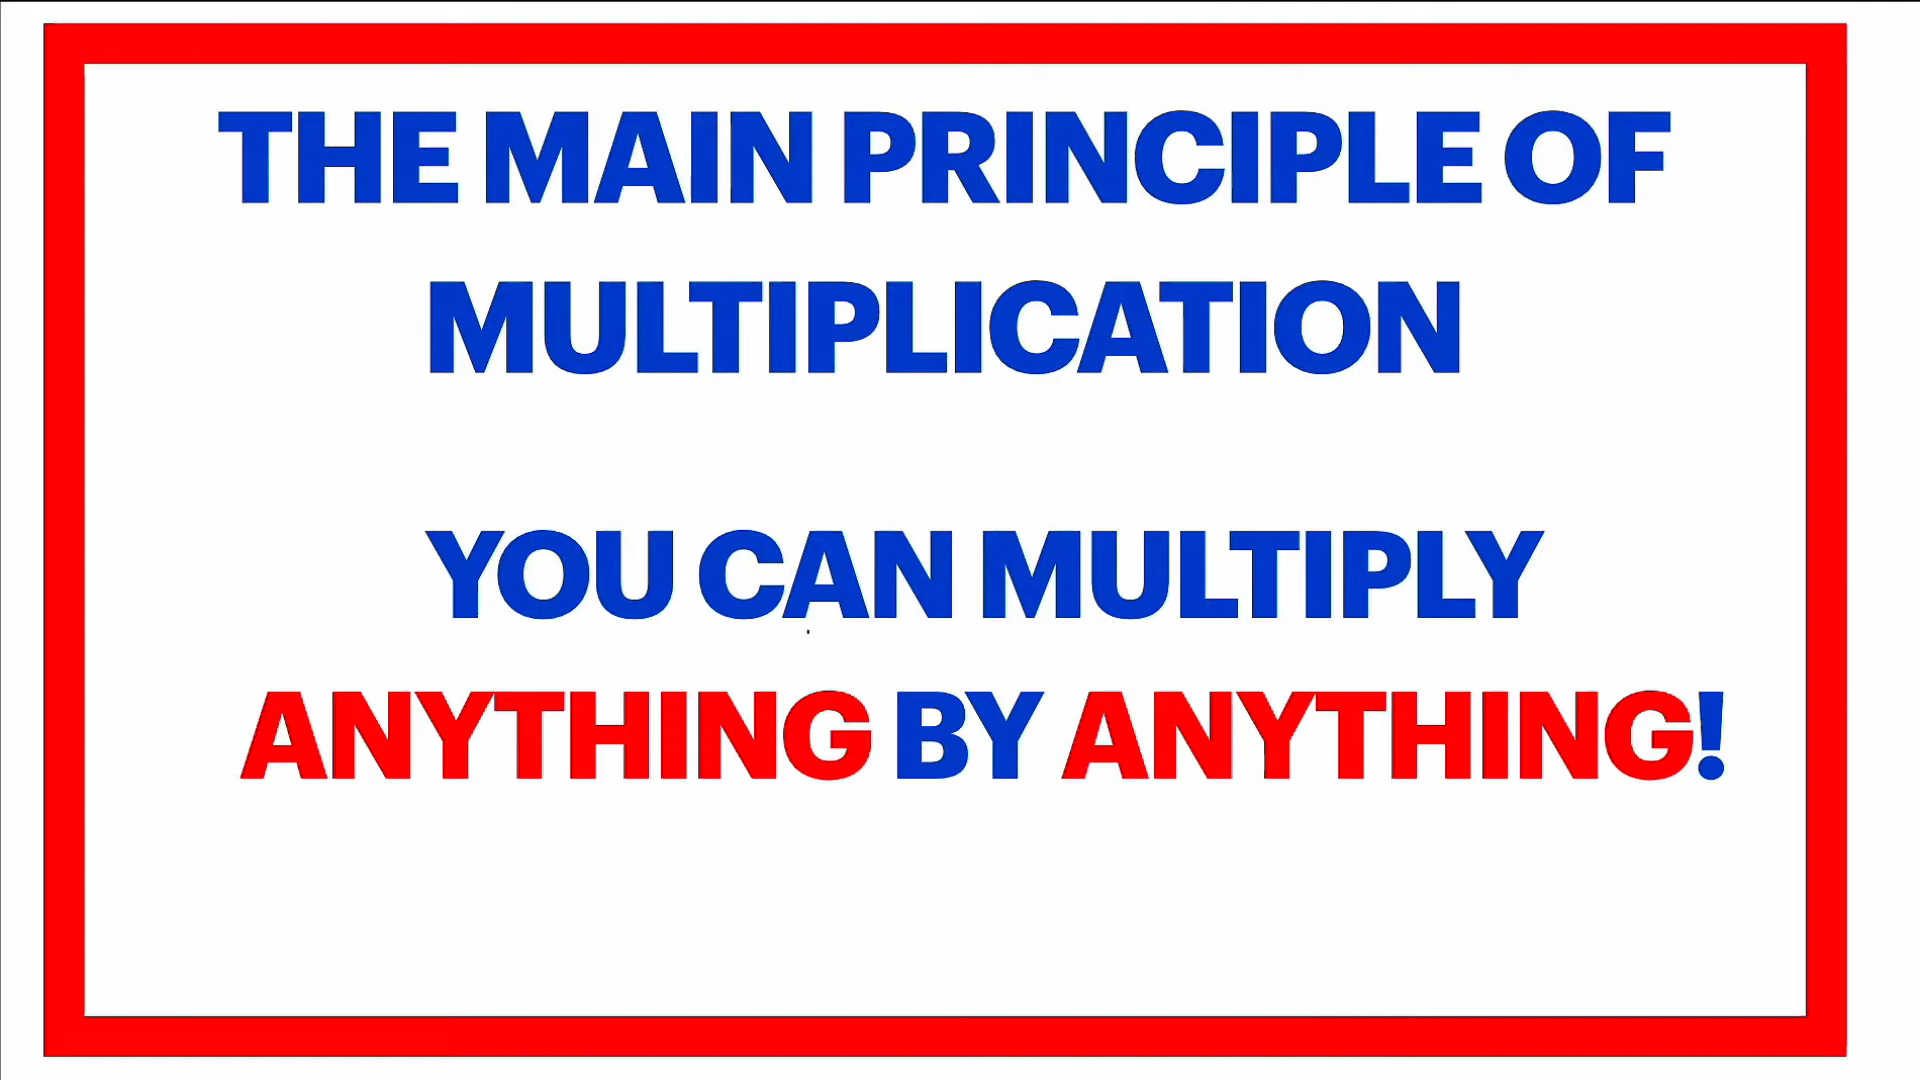 THE MAIN PRINCIPLE OF
MULTIPLICATION
YOU CAN MULTIPLY
ANYTHING BY ANYTHING!